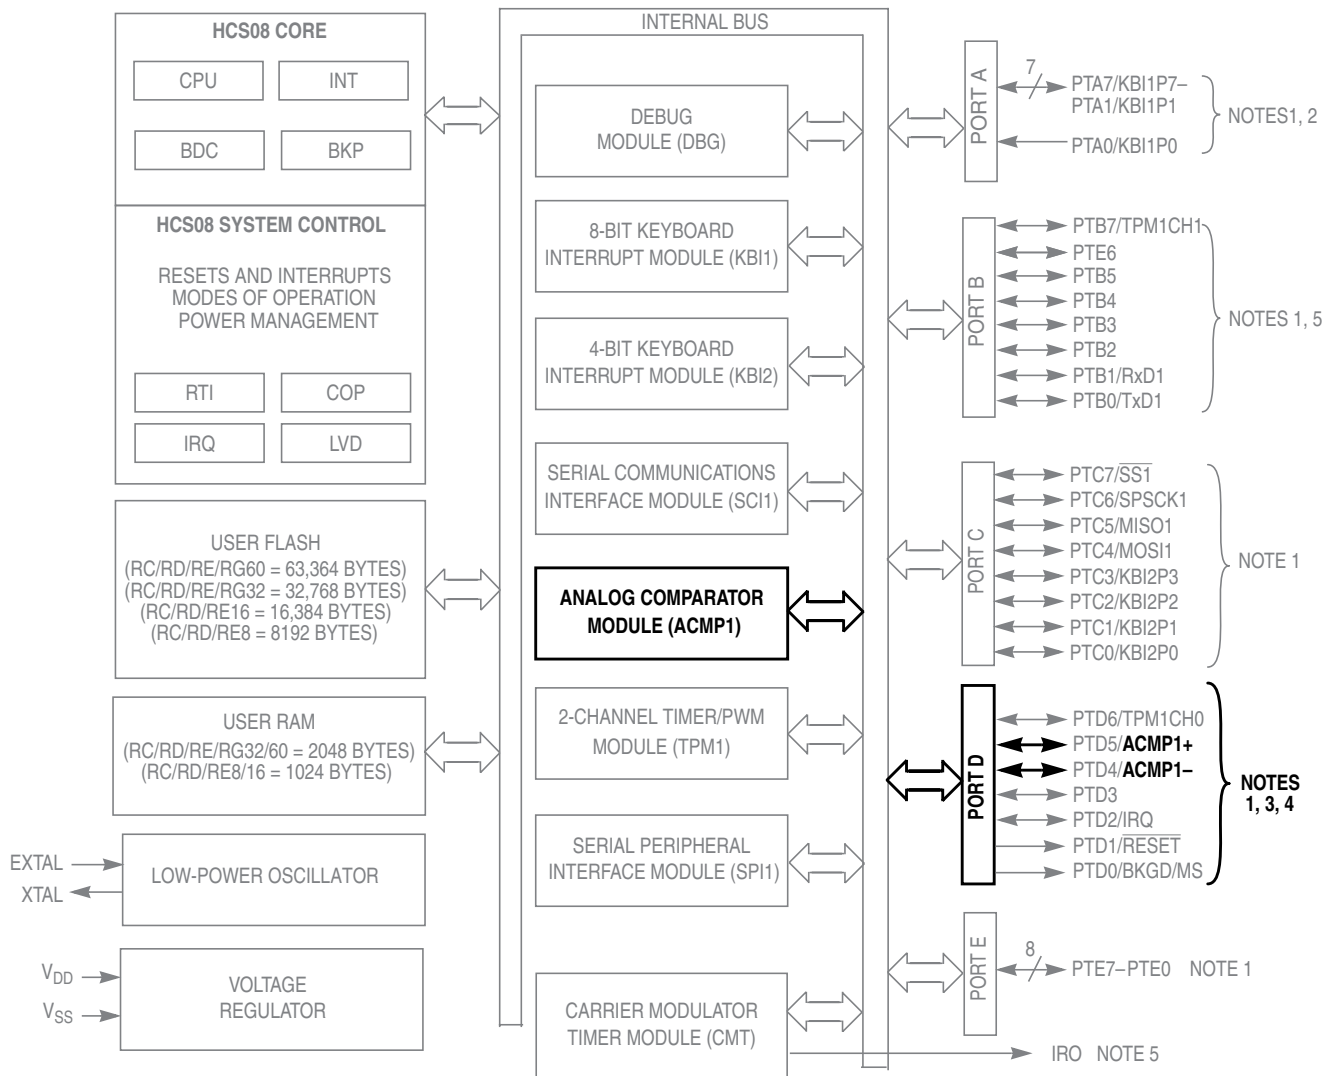 HCS08 CORE
CPU
INT
BDC
BKP
HCS08 SYSTEM CONTROL
RESETS AND INTERRUPTS
MODES OF OPERATION
POWER MANAGEMENT
RTI
COP
IRQ
LVD
USER FLASH
(RC/RD/RE/RG60 = 63,364 BYTES)
(RC/RD/RE/RG32 = 32,768 BYTES)
(RC/RD/RE16 = 16,384 BYTES)
(RC/RD/RE8 = 8192 BYTES)
USER RAM
(RC/RD/RE/RG32/60 = 2048 BYTES)
(RC/RD/RE8/16 = 1024 BYTES)
EXTAL
XTAL
LOW-POWER OSCILLATOR
VDD
VSS
VOLTAGE
REGULATOR
INTERNAL BUS
DEBUG
MODULE (DBG)
8-BIT KEYBOARD
INTERRUPT MODULE (KBI1)
4-BIT KEYBOARD
INTERRUPT MODULE (KBI2)
SERIAL COMMUNICATIONS
INTERFACE MODULE (SCI1)
ANALOG COMPARATOR
MODULE (ACMP1)
2-CHANNEL TIMER/PWM
MODULE (TPM1)
SERIAL PERIPHERAL
INTERFACE MODULE (SPI1)
CARRIER MODULATOR
TIMER MODULE (CMT)
PORT A
7
PTA7/KBI1P7–
PTA1/KBI1P1
PTA0/KBI1P0
NOTES1, 2
PORT B
PTB7/TPM1CH1
PTE6
PTB5
PTB4
PTB3
PTB2
PTB1/RxD1
PTB0/TxD1
NOTES 1, 5
PORT C
PTC7/SS1
PTC6/SPSCK1
PTC5/MISO1
PTC4/MOSI1
PTC3/KBI2P3
PTC2/KBI2P2
PTC1/KBI2P1
PTC0/KBI2P0
NOTE 1
PORT D
PTD6/TPM1CH0
PTD5/ACMP1+
PTD4/ACMP1–
PTD3
PTD2/IRQ
PTD1/RESET
PTD0/BKGD/MS
NOTES
1, 3, 4
PORT E
8
PTE7–PTE0 NOTE 1
IRO NOTE 5